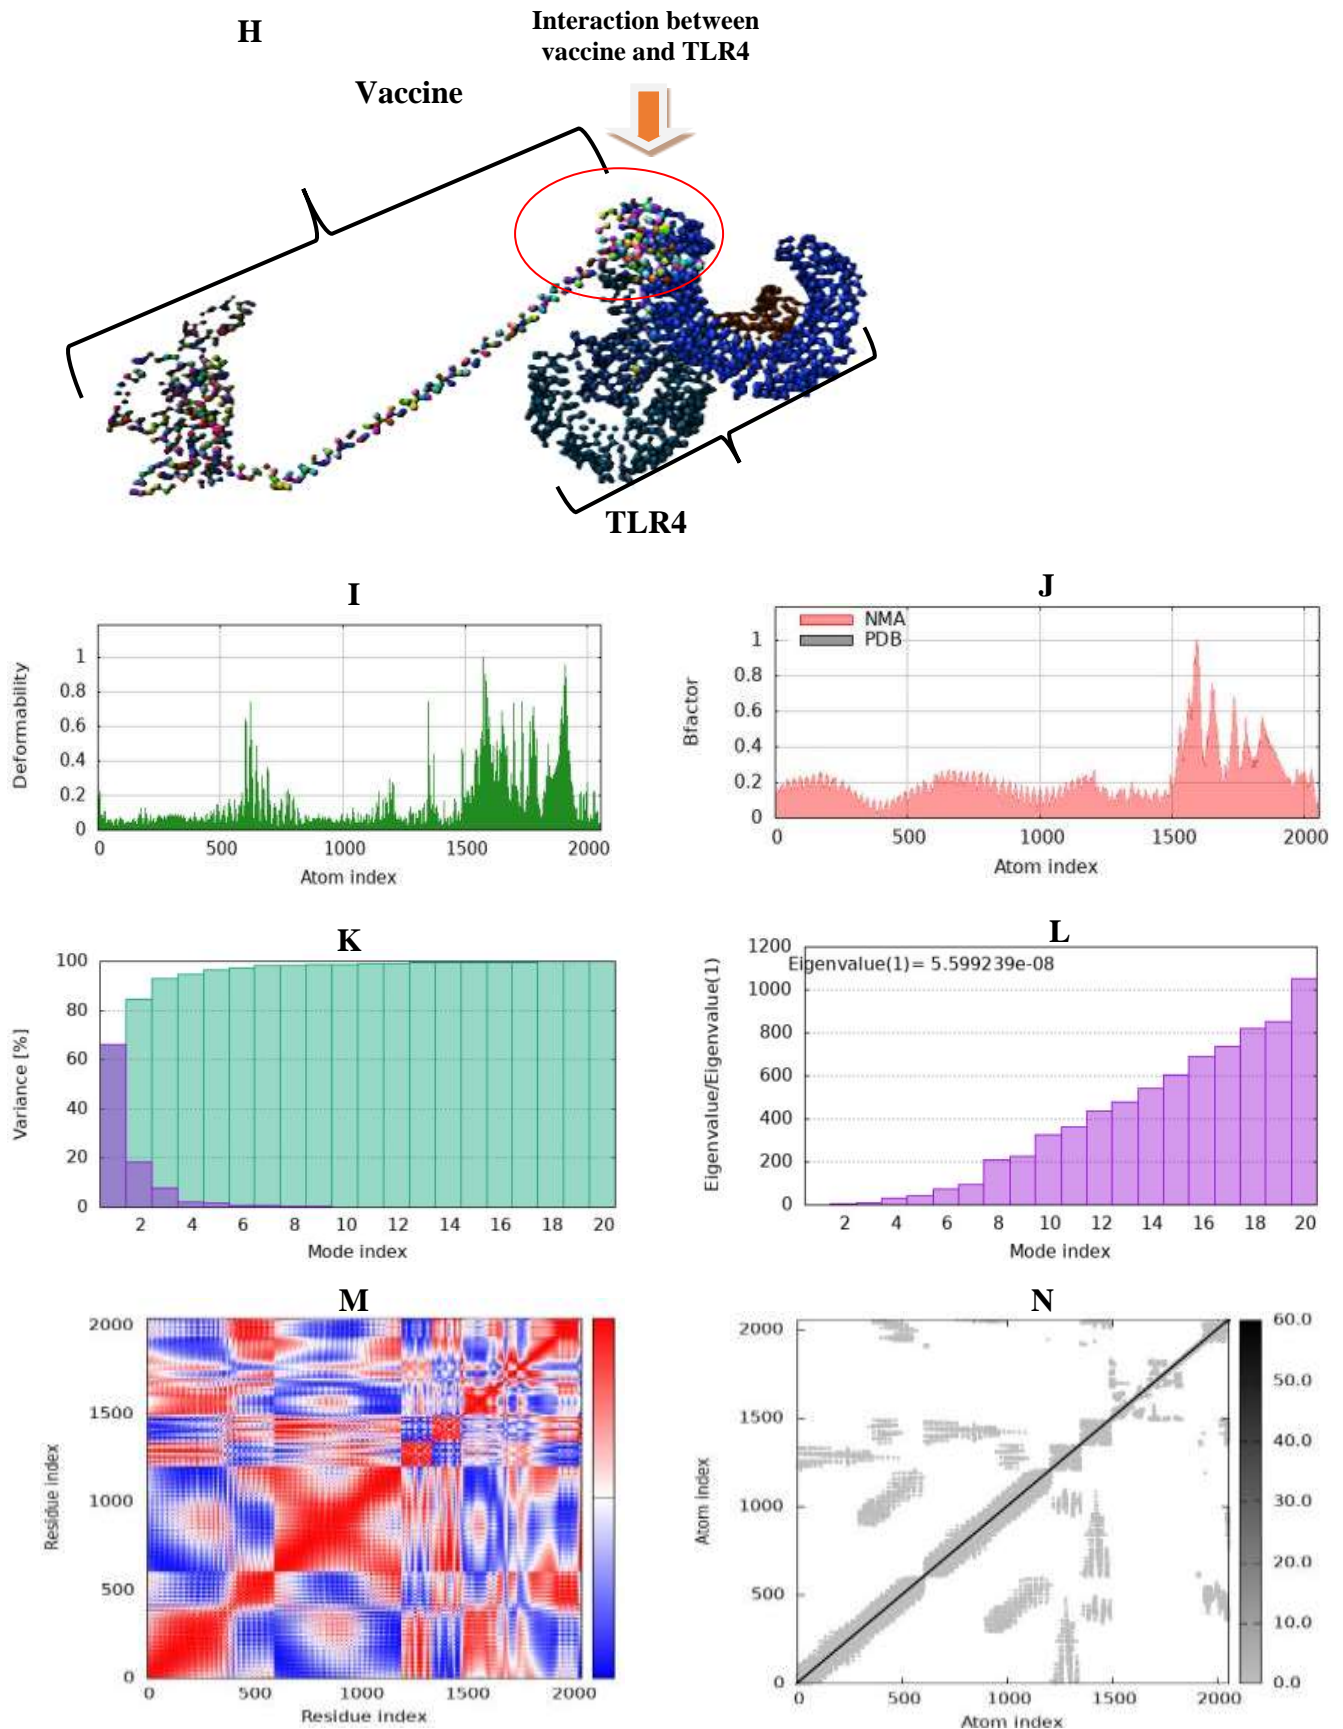 H
Interaction between
vaccine and TLR4
Vaccine
TLR4
I
Deformability
1
0.8
0.6
0.4
0.2
0
0 500 1000 1500 2000
Atom index
J
NMA
PDB
Bfactor
1
0.8
0.6
0.4
0.2
0
0 500 1000 1500 2000
Atom index
K
Variance [%]
100
80
60
40
20
0
2 4 6 8 10 12 14 16 18 20
Mode index
L
Eigenvalue(1)= 5.599239e-08
Eigenvalue/Eigenvalue(1)
1200
1000
800
600
400
200
0
2 4 6 8 10 12 14 16 18 20
Mode index
M
Residue index
2000
1500
1000
500
0
0 500 1000 1500 2000
Residue index
N
Atom index
2000
1500
1000
500
0
0 500 1000 1500 2000
Atom index
60.0
50.0
40.0
30.0
20.0
10.0
0.0